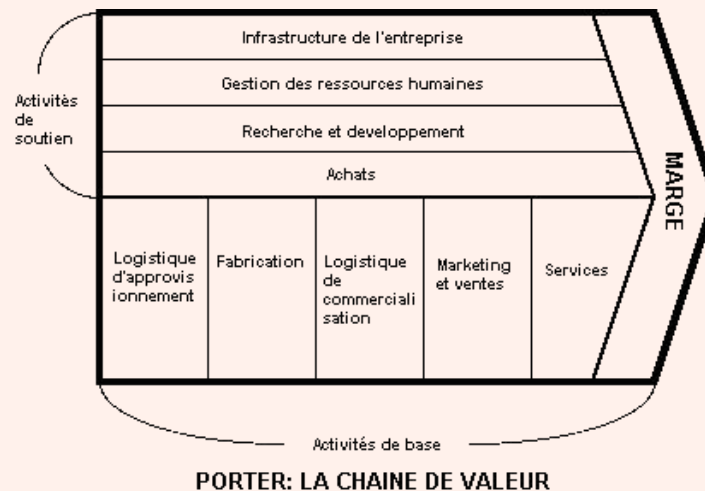 Infrastructure de l'entreprise
Gestion des ressources humaines
Activitès
de
soutien
Recherche et developpement
Achats
MARGE
Logistique
d'approvis
ionnement
Fabrication
Logistique
de
commerciali
sation
Marketing
et ventes
Services
Activités de base
PORTER: LA CHAINE DE VALEUR